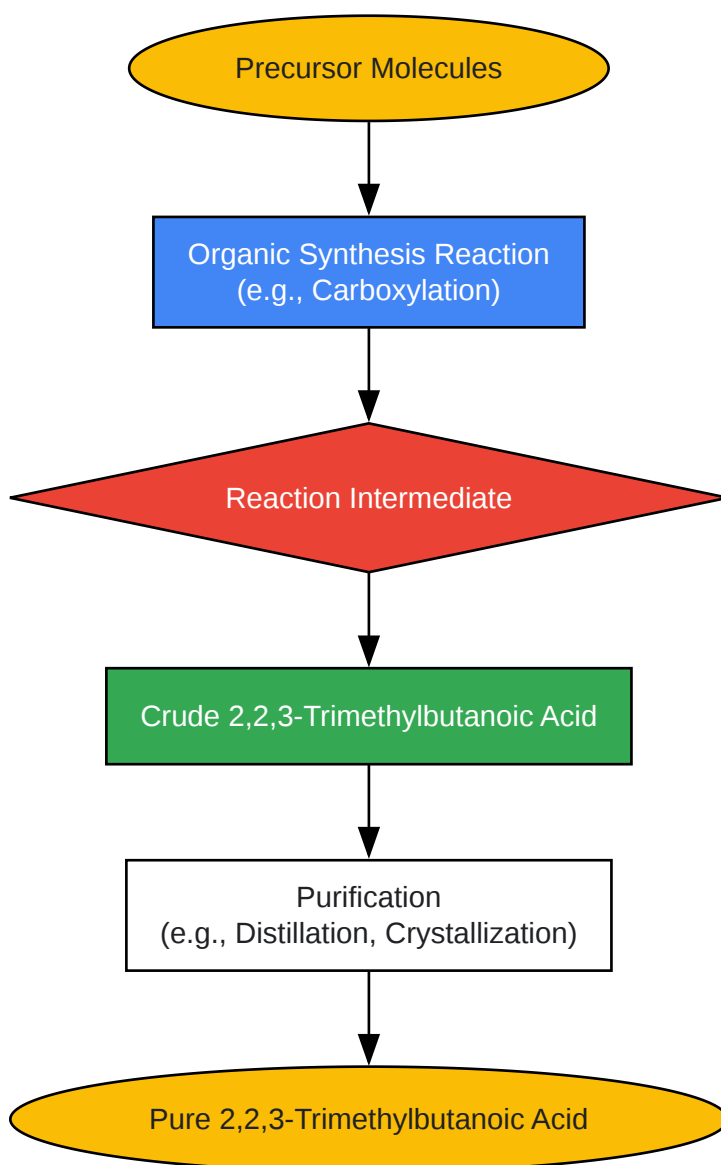 Precursor Molecules
Organic Synthesis Reaction
(e.g., Carboxylation)
Reaction Intermediate
Crude 2,2,3-Trimethylbutanoic Acid
Purification
(e.g., Distillation, Crystallization)
Pure 2,2,3-Trimethylbutanoic Acid